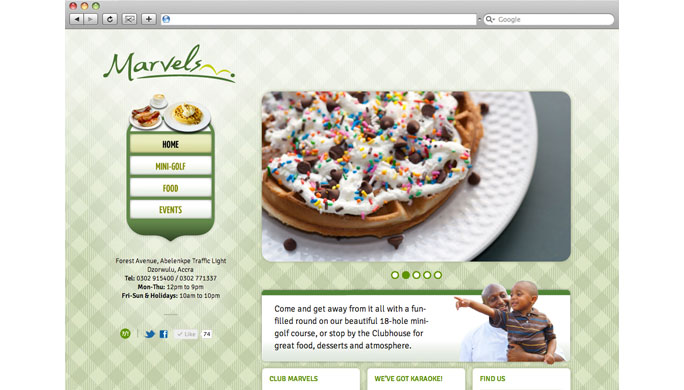 Google
Marvels
HOME
MINI-GOLF
FOOD
EVENTS
Forest Avenue, Abelenkpe Traffic Light
Dzorwulu, Accra
Tel: 0302 915400 / 0302 771337
Mon-Thu: 12pm to 9pm
Fri-Sun & Holidays: 10am to 10pm
Like 74
Come and get away from it all with a fun-
filled round on our beautiful 18-hole mini-
golf course, or stop by the Clubhouse for
great food, desserts and atmosphere.
CLUB MARVELS
WE'VE GOT KARAOKE!
FIND US